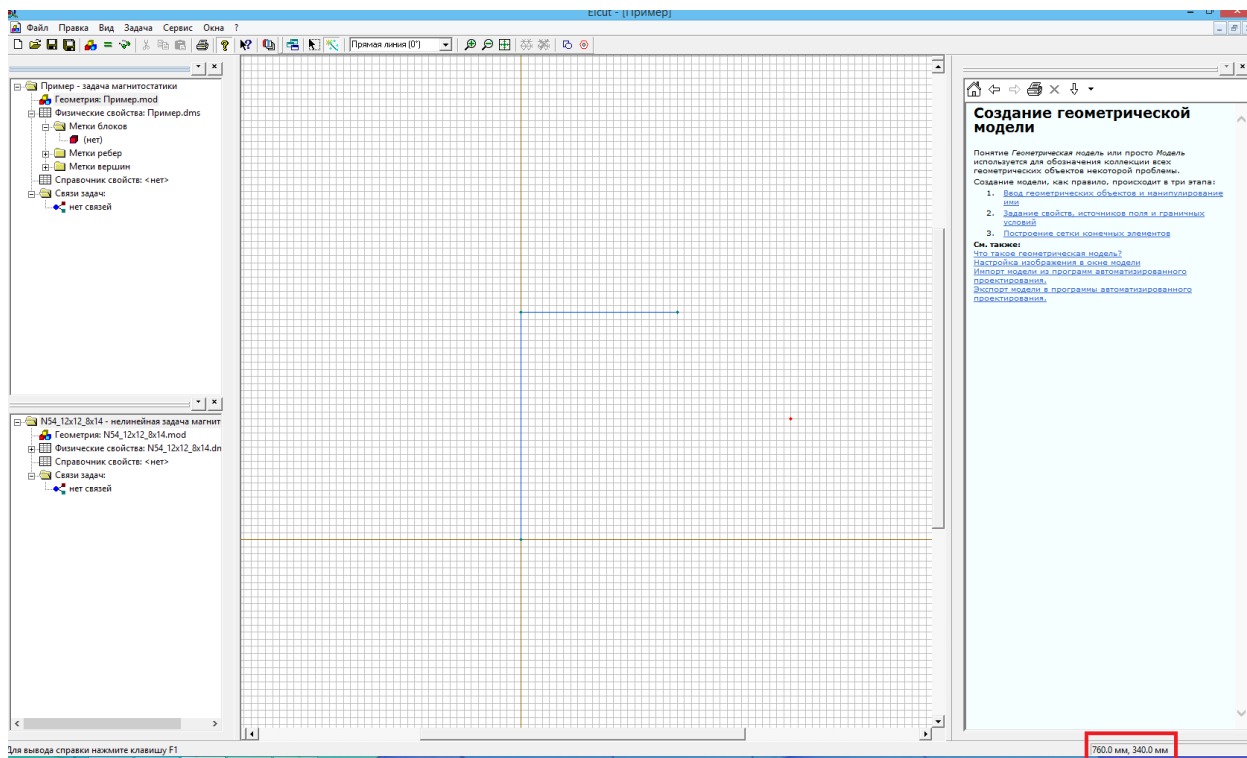 Elcut - [Пример]
Файл Правка Вид Задача Сервис Окна ?
Прямая линия (0°)
Пример - задача магнитостатики
Геометрия: Пример.mod
Физические свойства: Пример.dms
Метки блоков
(нет)
Метки ребер
Метки вершин
Справочник свойств: <нет>
Связи задач:
нет связей
N54_12x12_8x14 - нелинейная задача магнит
Геометрия: N54_12x12_8x14.mod
Физические свойства: N54_12x12_8x14.dm
Справочник свойств: <нет>
Связи задач:
нет связей
Создание геометрической
модели
Понятие Геометрическая модель или просто Модель
используется для обозначения коллекции всех
геометрических объектов некоторой проблемы.
Создание модели, как правило, происходит в три этапа:
1. Ввод геометрических объектов и манипулирование
ими
2. Задание свойств, источников поля и граничных
условий
3. Построение сетки конечных элементов
См. также:
Что такое геометрическая модель?
Настройка изображения в окне модели
Импорт модели из программ автоматизированного
проектирования.
Экспорт модели в программы автоматизированного
проектирования.
Для вывода справки нажмите клавишу F1
760.0 мм, 340.0 мм